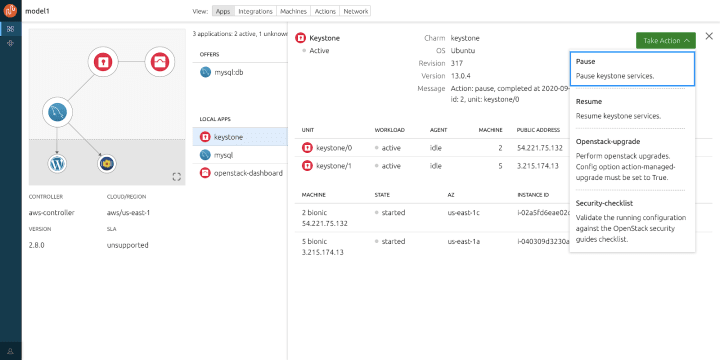 model1
View: Apps Integrations Machines Actions Network
3 applications: 2 active, 1 unknown
OFFERS
mysql:db
LOCAL APPS
keystone
mysql
openstack-dashboard
CONTROLLER CLOUD/REGION
aws-controller aws/us-east-1
VERSION SLA
2.8.0 unsupported
Keystone
Active
Charm keystone
OS Ubuntu
Revision 317
Version 13.0.4
Message Action: pause, completed at 2020-09-
id: 2, unit: keystone/0
UNIT WORKLOAD AGENT MACHINE PUBLIC ADDRESS
keystone/0 active idle 2 54.221.75.132
keystone/1 active idle 5 3.215.174.13
MACHINE STATE AZ INSTANCE ID
2 bionic started us-east-1c i-02a5fd6eae02
54.221.75.132
5 bionic started us-east-1a i-040309d3230a
3.215.174.13
Take Action
Pause
Pause keystone services.
Resume
Resume keystone services.
Openstack-upgrade
Perform openstack upgrades.
Config option action-managed-
upgrade must be set to True.
Security-checklist
Validate the running configuration
against the OpenStack security
guides checklist.